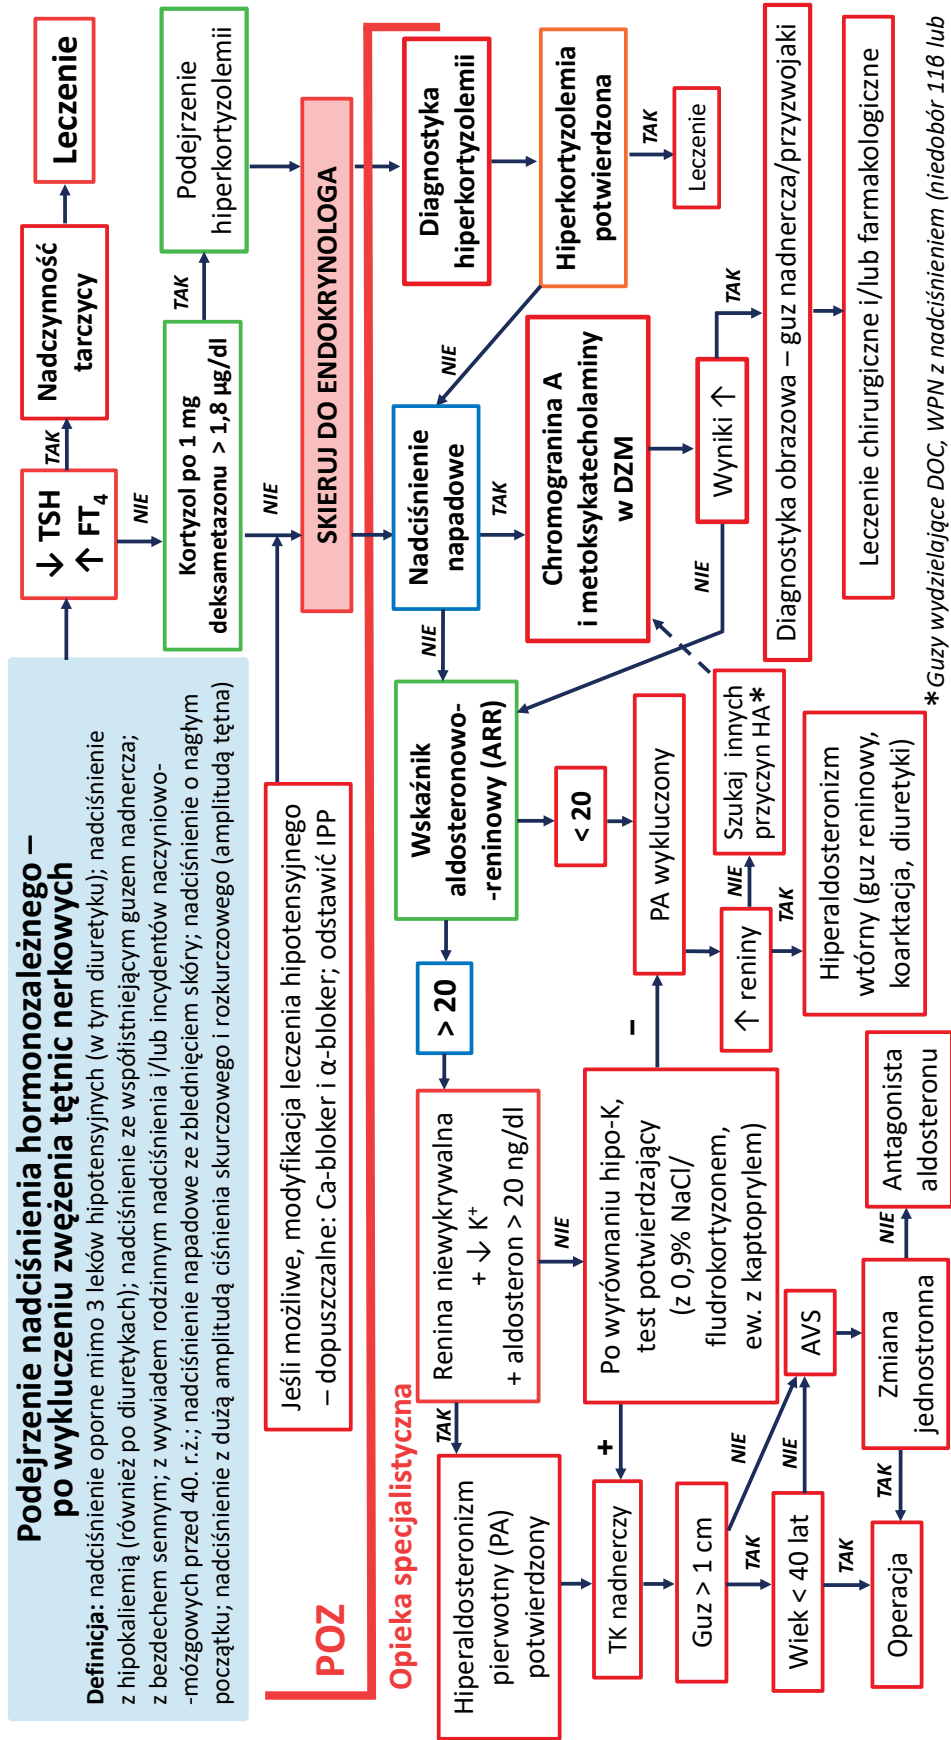 Podejrzenie nadciśnienia hormonozależnego –
po wykluczeniu zwężenia tętnic nerkowych
Definicja: nadciśnienie oporne mimo 3 leków hipotensyjnych (w tym diuretyku); nadciśnienie
z hipokaliemią (również po diuretykach); nadciśnienie ze współistniejącym guzem nadnercza;
z bezdechem sennym; z wywiadem rodzinnym nadciśnienia i/lub incydentów naczyniowo-
-mózgowych przed 40. r.ż.; nadciśnienie napadowe ze zblednięciem skóry; nadciśnienie o nagłym
początku; nadciśnienie z dużą amplitudą ciśnienia skurczowego i rozkurczowego (amplitudą tętna)
↓ TSH
↑ FT4
TAK
Nadczynność
tarczycy
Leczenie
NIE
Kortyzol po 1 mg
deksametazonu > 1,8 µg/dl
TAK
Podejrzenie
hiperkortyzolemii
NIE
Jeśli możliwe, modyfikacja leczenia hipotensyjnego
– dopuszczalne: Ca-bloker i α-bloker; odstawić IPP
SKIERUJ DO ENDOKRYNOLOGA
POZ
Opieka specjalistyczna
Diagnostyka
hiperkortyzolemii
Hiperkortyzolemia
potwierdzona
TAK
Leczenie
NIE
Nadciśnienie
napadowe
TAK
Chromogranina A
i metoksykatecholaminy
w DZM
Wyniki ↑
TAK
Diagnostyka obrazowa – guz nadnercza/przyzwojaki
Leczenie chirurgiczne i/lub farmakologiczne
NIE
NIE
Wskaźnik
aldosteronowo-
-reninowy (ARR)
< 20
PA wykluczony
↑ reniny
NIE
Szukaj innych
przyczyn HA*
TAK
Hiperaldosteronizm
wtórny (guz reninowy,
koarktacja, diuretyki)
> 20
Renina niewykrywalna
+ ↓ K+
+ aldosteron > 20 ng/dl
TAK
Hiperaldosteronizm
pierwotny (PA)
potwierdzony
NIE
Po wyrównaniu hipo-K,
test potwierdzający
(z 0,9% NaCl/
fludrokortyzonem,
ew. z kaptoprylem)
–
+
TK nadnerczy
Guz > 1 cm
NIE
TAK
Wiek < 40 lat
NIE
TAK
AVS
Zmiana
jednostronna
TAK
Operacja
NIE
Antagonista
aldosteronu
*Guzy wydzielające DOC, WPN z nadciśnieniem (niedobór 11ß lub